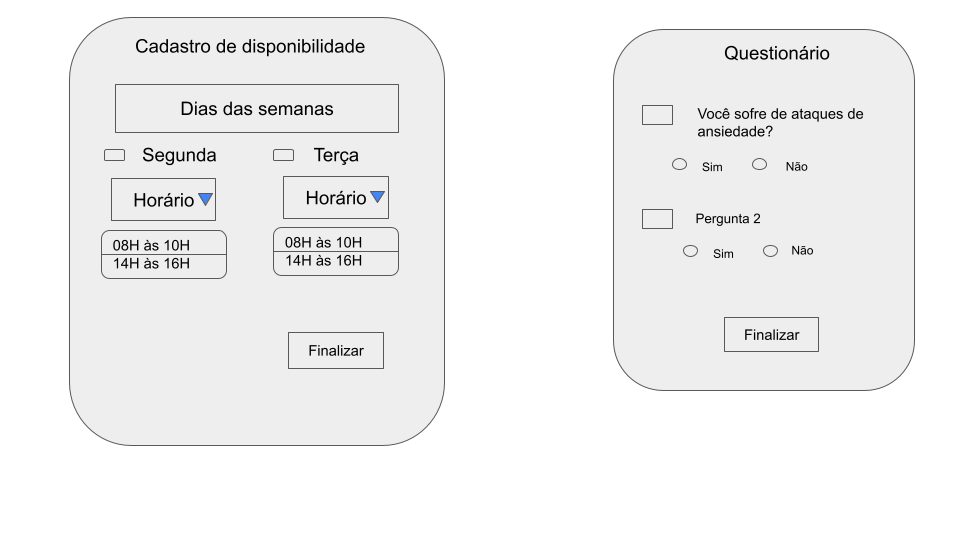 Cadastro de disponibilidade
Dias das semanas
Segunda
Terça
Horário
Horário
08H às 10H
14H às 16H
08H às 10H
14H às 16H
Finalizar
Questionário
Você sofre de ataques de
ansiedade?
Sim
Não
Pergunta 2
Sim
Não
Finalizar